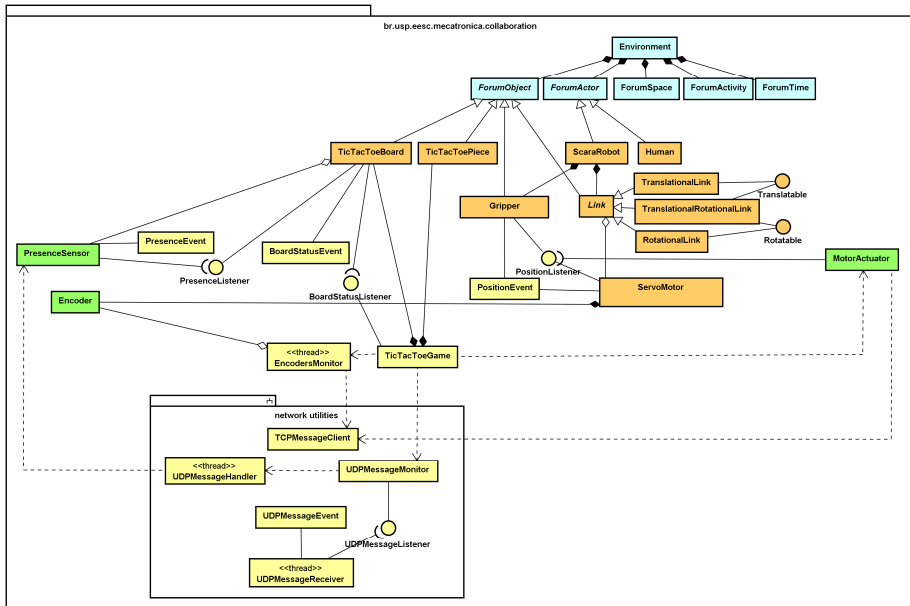 br.usp.eesc.mecatronica.collaboration
Environment
ForumObject
ForumActor
ForumSpace
ForumActivity
ForumTime
TicTacToeBoard
TicTacToePiece
ScaraRobot
Human
TranslationalLink
Translatable
Gripper
Link
TranslationalRotationalLink
PresenceEvent
RotationalLink
Rotatable
PresenceSensor
BoardStatusEvent
MotorActuator
PresenceListener
PositionListener
PositionEvent
ServoMotor
BoardStatusListener
Encoder
<<thread>>
EncodersMonitor
TicTacToeGame
network utilities
TCPMessageClient
<<thread>>
UDPMessageHandler
UDPMessageMonitor
UDPMessageEvent
UDPMessageListener
<<thread>>
UDPMessageReceiver